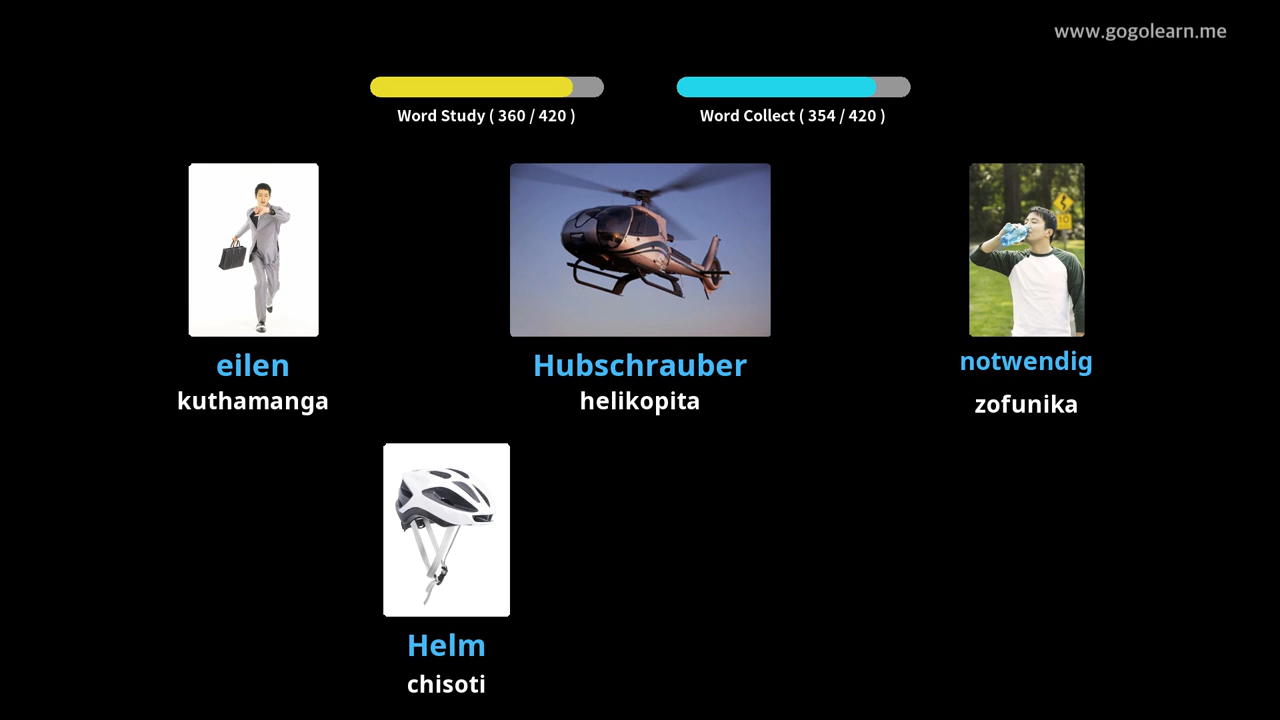 www.gogolearn.me
Word Study ( 360 / 420 )
Word Collect ( 354 / 420 )
eilen
kuthamanga
Hubschrauber
helikopita
notwendig
zofunika
Helm
chisoti